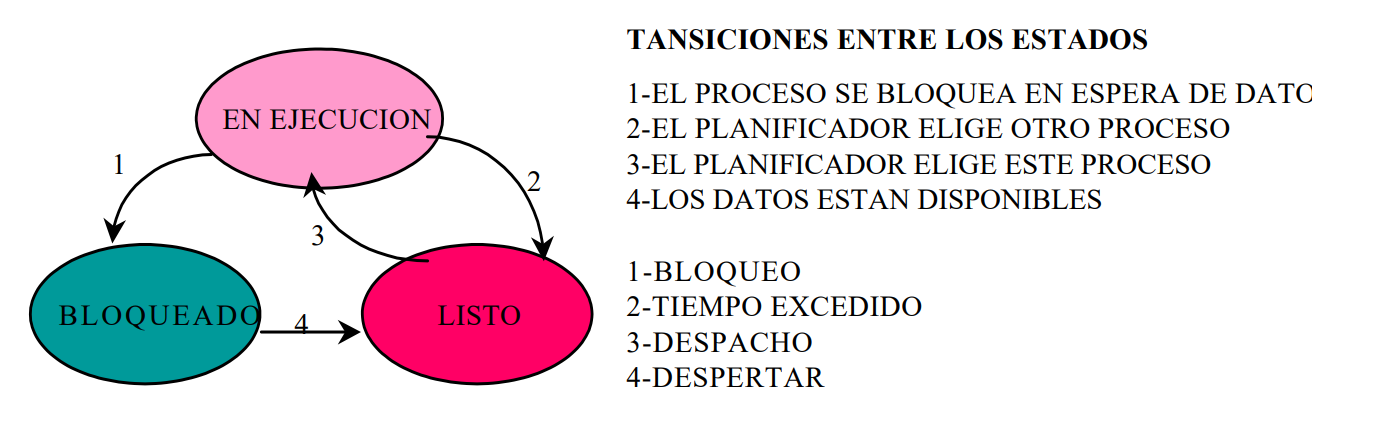 TANSICIONES ENTRE LOS ESTADOS
EN EJECUCION
1
2
3
BLOQUEADO
4
LISTO
1-EL PROCESO SE BLOQUEA EN ESPERA DE DATO
2-EL PLANIFICADOR ELIGE OTRO PROCESO
3-EL PLANIFICADOR ELIGE ESTE PROCESO
4-LOS DATOS ESTAN DISPONIBLES
1-BLOQUEO
2-TIEMPO EXCEDIDO
3-DESPACHO
4-DESPERTAR